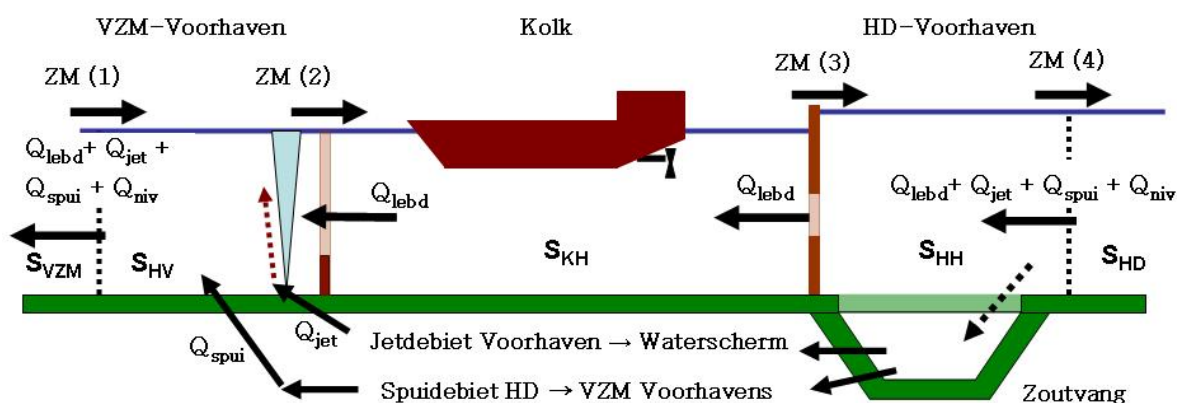 VZM-Voorhaven
Kolk
HD-Voorhaven
ZM (1)
ZM (2)
ZM (3)
ZM (4)
Qlebd+ Qjet +
Qspui + Qniv
Qlebd
Qlebd
Qlebd+ Qjet + Qspui + Qniv
SVZM
SHV
SKH
SHH
SHD
Qspui
Qjet
Jetdebiet Voorhaven → Waterscherm
Spuidebiet HD → VZM Voorhavens
Zoutvang